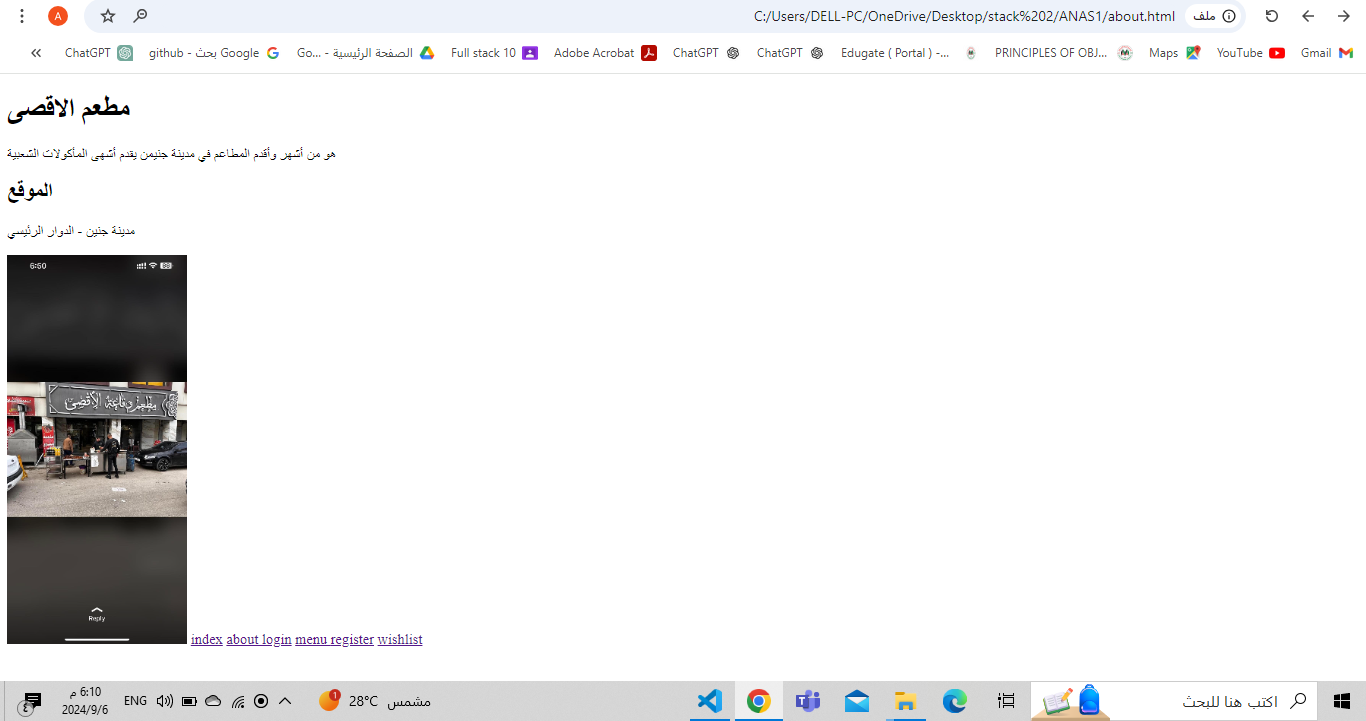 C:/Users/DELL-PC/OneDrive/Desktop/stack%202/ANAS1/about.html
ملف
A
Gmail
YouTube
Maps
PRINCIPLES OF OBJ...
Edugate ( Portal ) -...
ChatGPT
ChatGPT
Adobe Acrobat
Full stack 10
Go... - الصفحة الرئيسية
github - بحث Google
ChatGPT
مطعم الاقصى
هو من أشهر وأقدم المطاعم في مدينة جنيمن يقدم أشهى المأكولات الشعبية
الموقع
مدينة جنين - الدوار الرئيسي
6:50
مطعم وقاعة الأقصى
Reply
index about login menu register wishlist
اكتب هنا للبحث
28°C مشمس
1
ENG
6:10 م
2024/9/6